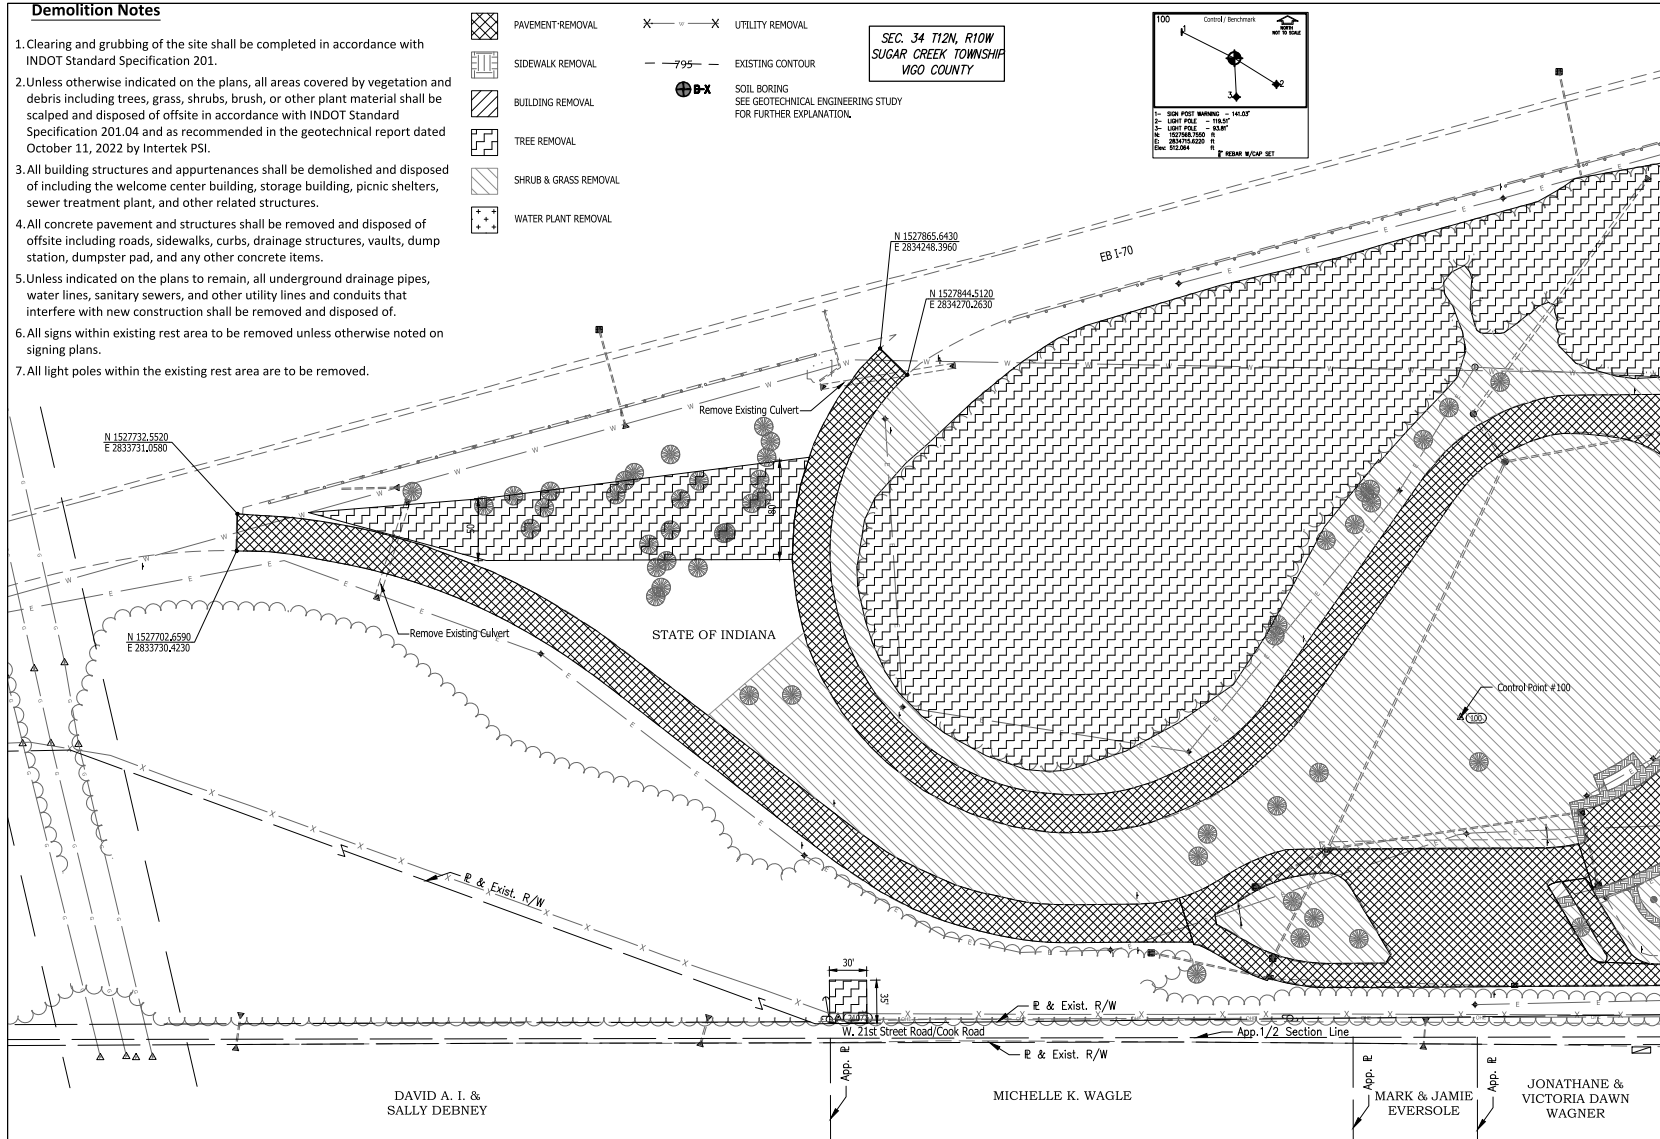 Demolition Notes
1. Clearing and grubbing of the site shall be completed in accordance with
INDOT Standard Specification 201.
2. Unless otherwise indicated on the plans, all areas covered by vegetation and
debris including trees, grass, shrubs, brush, or other plant material shall be
scalped and disposed of offsite in accordance with INDOT Standard
Specification 201.04 and as recommended in the geotechnical report dated
October 11, 2022 by Intertek PSI.
3. All building structures and appurtenances shall be demolished and disposed
of including the welcome center building, storage building, picnic shelters,
sewer treatment plant, and other related structures.
4. All concrete pavement and structures shall be removed and disposed of
offsite including roads, sidewalks, curbs, drainage structures, vaults, dump
station, dumpster pad, and any other concrete items.
5. Unless indicated on the plans to remain, all underground drainage pipes,
water lines, sanitary sewers, and other utility lines and conduits that
interfere with new construction shall be removed and disposed of.
6. All signs within existing rest area to be removed unless otherwise noted on
signing plans.
7. All light poles within the existing rest area are to be removed.
PAVEMENT REMOVAL
SIDEWALK REMOVAL
BUILDING REMOVAL
TREE REMOVAL
SHRUB & GRASS REMOVAL
WATER PLANT REMOVAL
X W X UTILITY REMOVAL
795 EXISTING CONTOUR
B-X SOIL BORING
SEE GEOTECHNICAL ENGINEERING STUDY
FOR FURTHER EXPLANATION.
SEC. 34 T12N, R10W
SUGAR CREEK TOWNSHIP
VIGO COUNTY
100 Control / Benchmark
NORTH
NOT TO SCALE
1
2
3
1- SIGN POST WARNING - 141.03'
2- LIGHT POLE - 119.51'
3- LIGHT POLE - 93.81'
N: 1527568.7550 ft
E: 2834715.6220 ft
Elev: 512.064 ft
REBAR W/CAP SET
N 1527865.6430
E 2834248.3960
EB I-70
N 1527844.5120
E 2834270.2630
Remove Existing Culvert
N 1527732.5520
E 2833731.0580
50'
80'
N 1527702.6590
E 2833730.4230
Remove Existing Culvert
STATE OF INDIANA
Control Point #100
100
℄ & Exist. R/W
30'
35'
℄ & Exist. R/W
W. 21st Street Road/Cook Road
App.1/2 Section Line
℄ & Exist. R/W
App. ℄
App. ℄
App. ℄
DAVID A. I. &
SALLY DEBNEY
MICHELLE K. WAGLE
MARK & JAMIE
EVERSOLE
JONATHANE &
VICTORIA DAWN
WAGNER